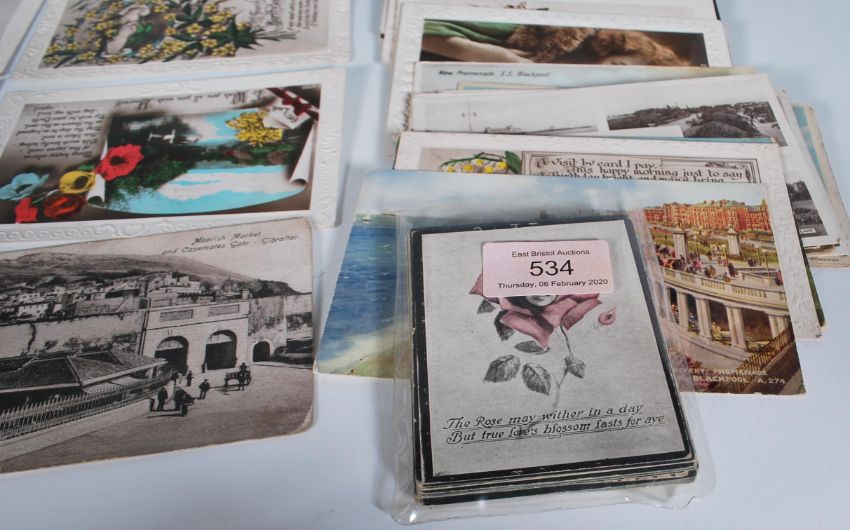 New Promenade, S.S. Blackpool
A Visit by card I pay
This happy morning just to say
Moorish Market
and Casemates Gate - Gibraltar.
East Bristol Auctions
534
Thursday, 06 February 2020
PROMENADE
BLACKPOOL. A.274
The Rose may wither in a day
But true love's blossom lasts for aye